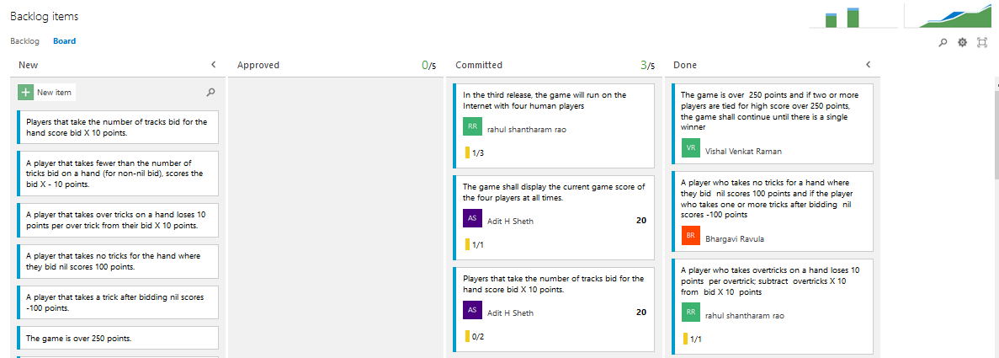 Backlog items
Backlog Board
New
New item
Players that take the number of tracks bid for the
hand score bid X 10 points.
A player that takes fewer than the number of
tricks bid on a hand (for non-nil bid), scores the
bid X - 10 points.
A player that takes over tricks on a hand loses 10
points per over trick from their bid X 10 points.
A player that takes no tricks for the hand where
they bid nil scores 100 points.
A player that takes a trick after bidding nil scores
-100 points.
The game is over 250 points.
Approved 0/5
Committed 3/5
In the third release, the game will run on the
Internet with four human players
RR rahul shantharam rao
1/3
The game shall display the current game score of
the four players at all times.
AS Adit H Sheth 20
1/1
Players that take the number of tracks bid for the
hand score bid X 10 points.
AS Adit H Sheth 20
0/2
Done
The game is over 250 points and if two or more
players are tied for high score over 250 points,
the game shall continue until there is a single
winner
VR Vishal Venkat Raman
A player who takes no tricks for a hand where
they bid nil scores 100 points and if the player
who takes one or more tricks after bidding nil
scores -100 points
BR Bhargavi Ravula
A player who takes overtricks on a hand loses 10
points per overtrick; subtract overtricks X 10
from bid X 10 points
RR rahul shantharam rao
1/1